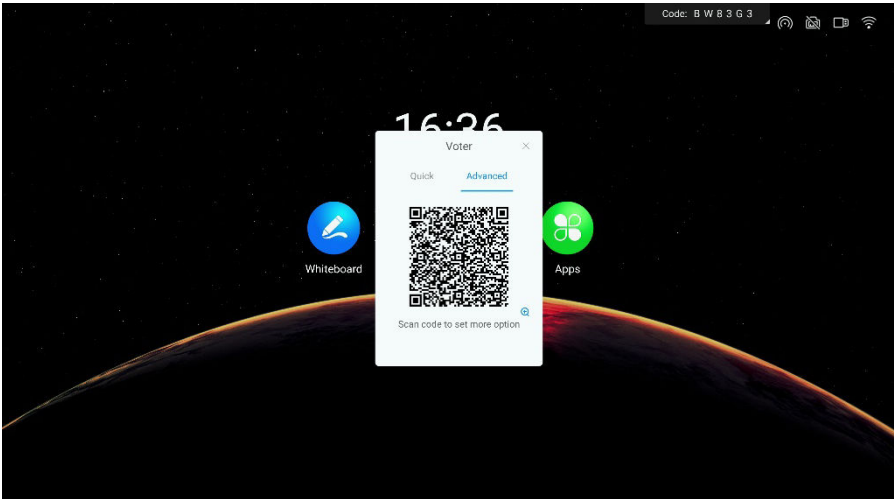 Code: B W 8 3 G 3
16:36
Voter
Quick
Advanced
Whiteboard
Apps
Scan code to set more option